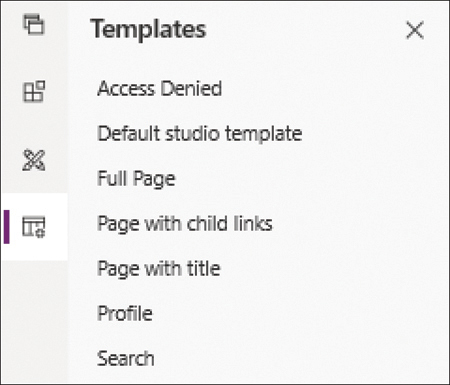 Templates
Access Denied
Default studio template
Full Page
Page with child links
Page with title
Profile
Search